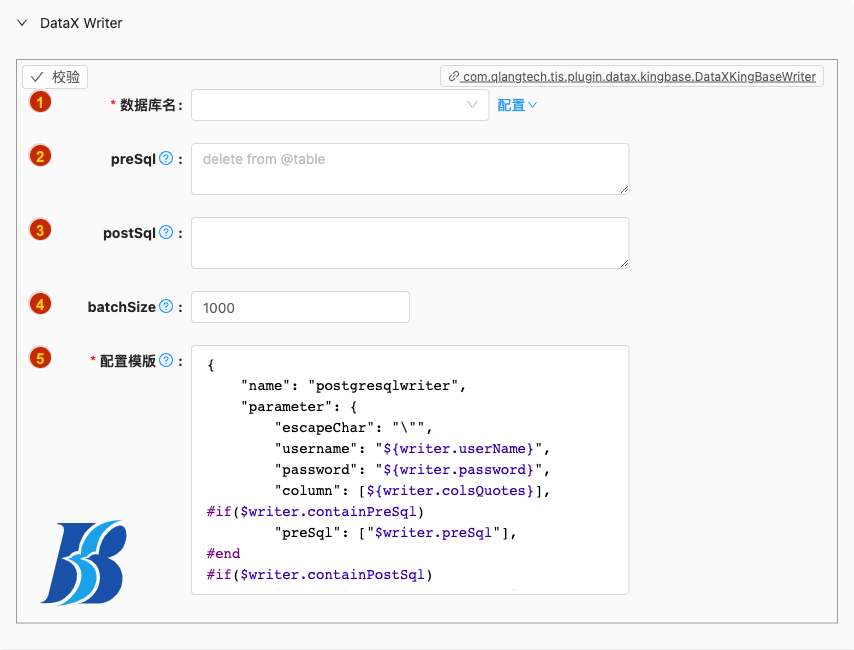 DataX Writer
校验
com.qlangtech.tis.plugin.datax.kingbase.DataXKingBaseWriter
1 * 数据库名: 配置
2 preSql ? : delete from @table
3 postSql ? :
4 batchSize ? : 1000
5 * 配置模版 ? :
{
"name": "postgresqlwriter",
"parameter": {
"escapeChar": "\"",
"username": "${writer.userName}",
"password": "${writer.password}",
"column": [${writer.colsQuotes}],
#if($writer.containPreSql)
"preSql": ["$writer.preSql"],
#end
#if($writer.containPostSql)